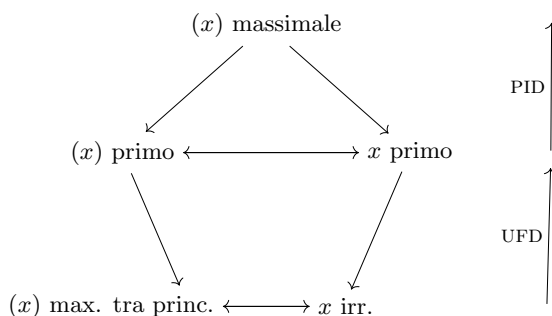 (x) massimale
PID
(x) primo
x primo
UFD
(x) max. tra princ.
x irr.